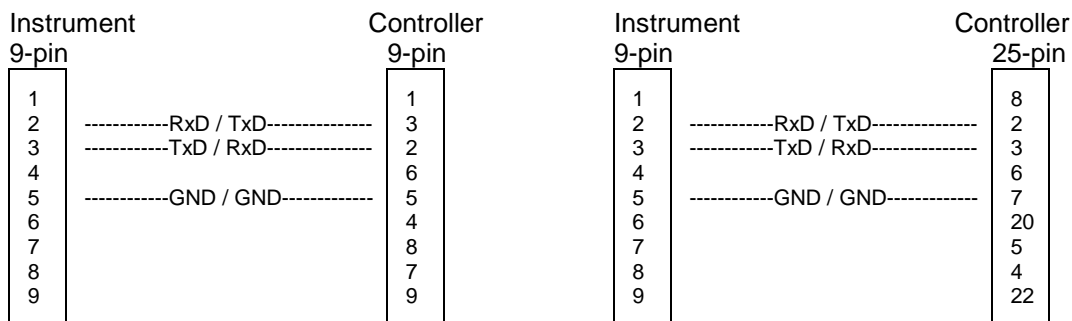 Instrument Controller Instrument Controller
9-pin 9-pin 9-pin 25-pin
1 1 1 8
2 ------------RxD / TxD--------------- 3 2 ------------RxD / TxD--------------- 2
3 ------------TxD / RxD--------------- 2 3 ------------TxD / RxD--------------- 3
4 6 4 6
5 ------------GND / GND------------- 5 5 ------------GND / GND------------- 7
6 4 6 20
7 8 7 5
8 7 8 4
9 9 9 22